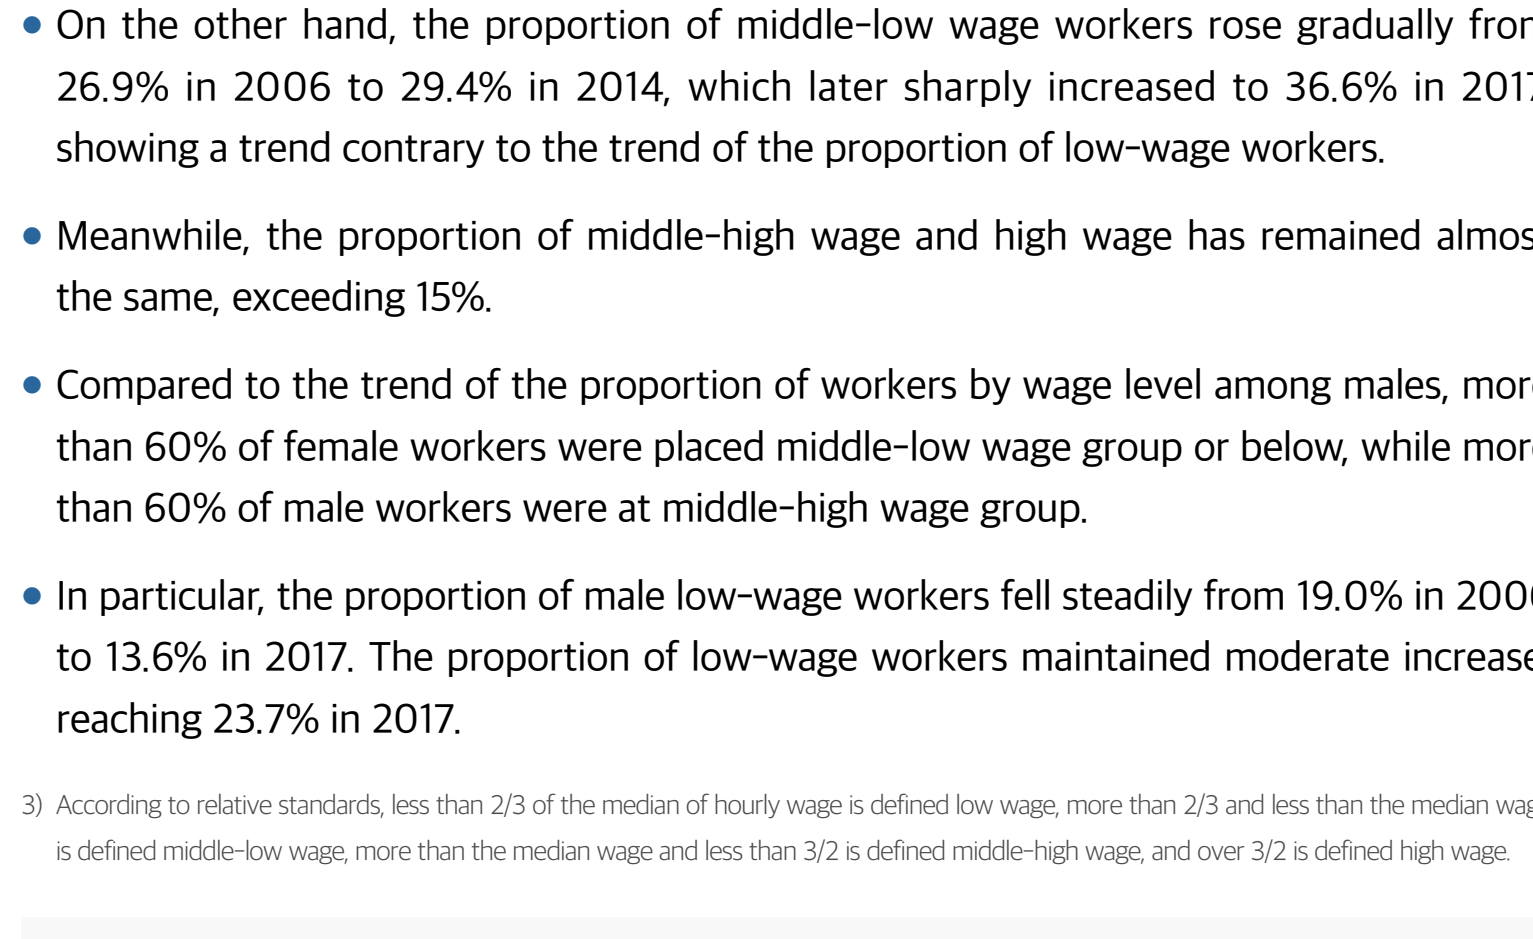 • On the other hand, the proportion of middle-low wage workers rose gradually from
26.9% in 2006 to 29.4% in 2014, which later sharply increased to 36.6% in 2017
showing a trend contrary to the trend of the proportion of low-wage workers.
• Meanwhile, the proportion of middle-high wage and high wage has remained almos
the same, exceeding 15%.
• Compared to the trend of the proportion of workers by wage level among males, more
than 60% of female workers were placed middle-low wage group or below, while more
than 60% of male workers were at middle-high wage group.
• In particular, the proportion of male low-wage workers fell steadily from 19.0% in 2006
to 13.6% in 2017. The proportion of low-wage workers maintained moderate increase
reaching 23.7% in 2017.
3) According to relative standards, less than 2/3 of the median of hourly wage is defined low wage, more than 2/3 and less than the median wag
is defined middle-low wage, more than the median wage and less than 3/2 is defined middle-high wage, and over 3/2 is defined high wage.